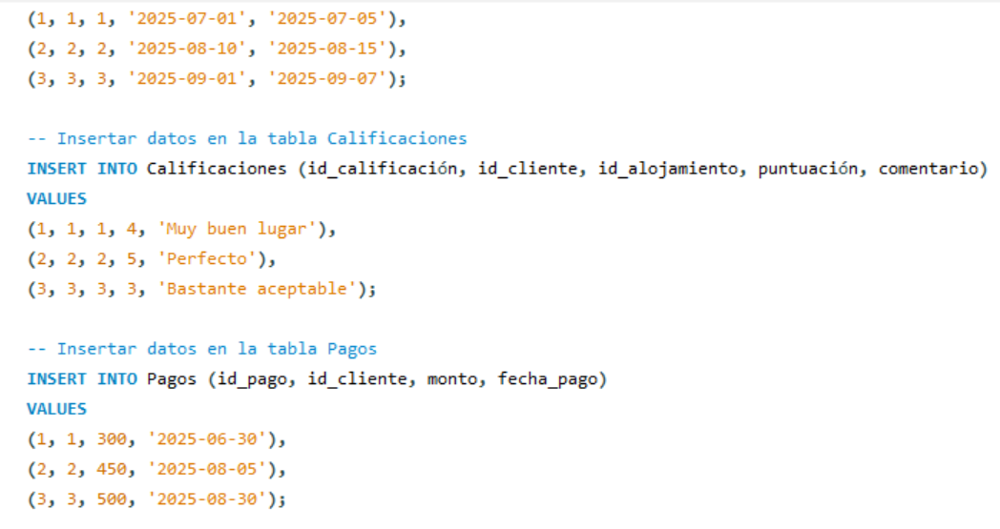 (1, 1, 1, '2025-07-01', '2025-07-05'),
(2, 2, 2, '2025-08-10', '2025-08-15'),
(3, 3, 3, '2025-09-01', '2025-09-07');
-- Insertar datos en la tabla Calificaciones
INSERT INTO Calificaciones (id_calificación, id_cliente, id_alojamiento, puntuación, comentario)
VALUES
(1, 1, 1, 4, 'Muy buen lugar'),
(2, 2, 2, 5, 'Perfecto'),
(3, 3, 3, 3, 'Bastante aceptable');
-- Insertar datos en la tabla Pagos
INSERT INTO Pagos (id_pago, id_cliente, monto, fecha_pago)
VALUES
(1, 1, 300, '2025-06-30'),
(2, 2, 450, '2025-08-05'),
(3, 3, 500, '2025-08-30');